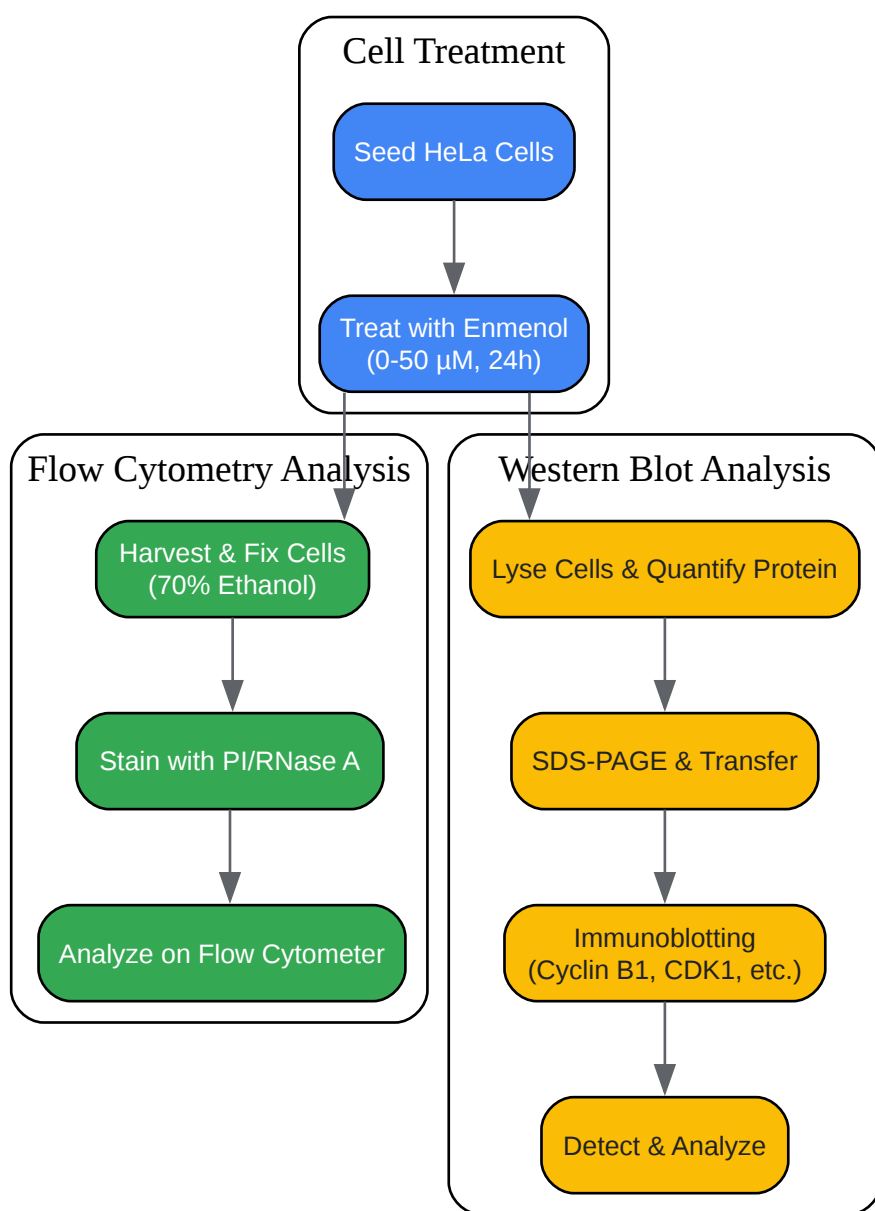 Cell Treatment
Seed HeLa Cells
Treat with Enmenol
(0-50 µM, 24h)
Flow Cytometry Analysis
Harvest & Fix Cells
(70% Ethanol)
Stain with PI/RNase A
Analyze on Flow Cytometer
Western Blot Analysis
Lyse Cells & Quantify Protein
SDS-PAGE & Transfer
Immunoblotting
(Cyclin B1, CDK1, etc.)
Detect & Analyze